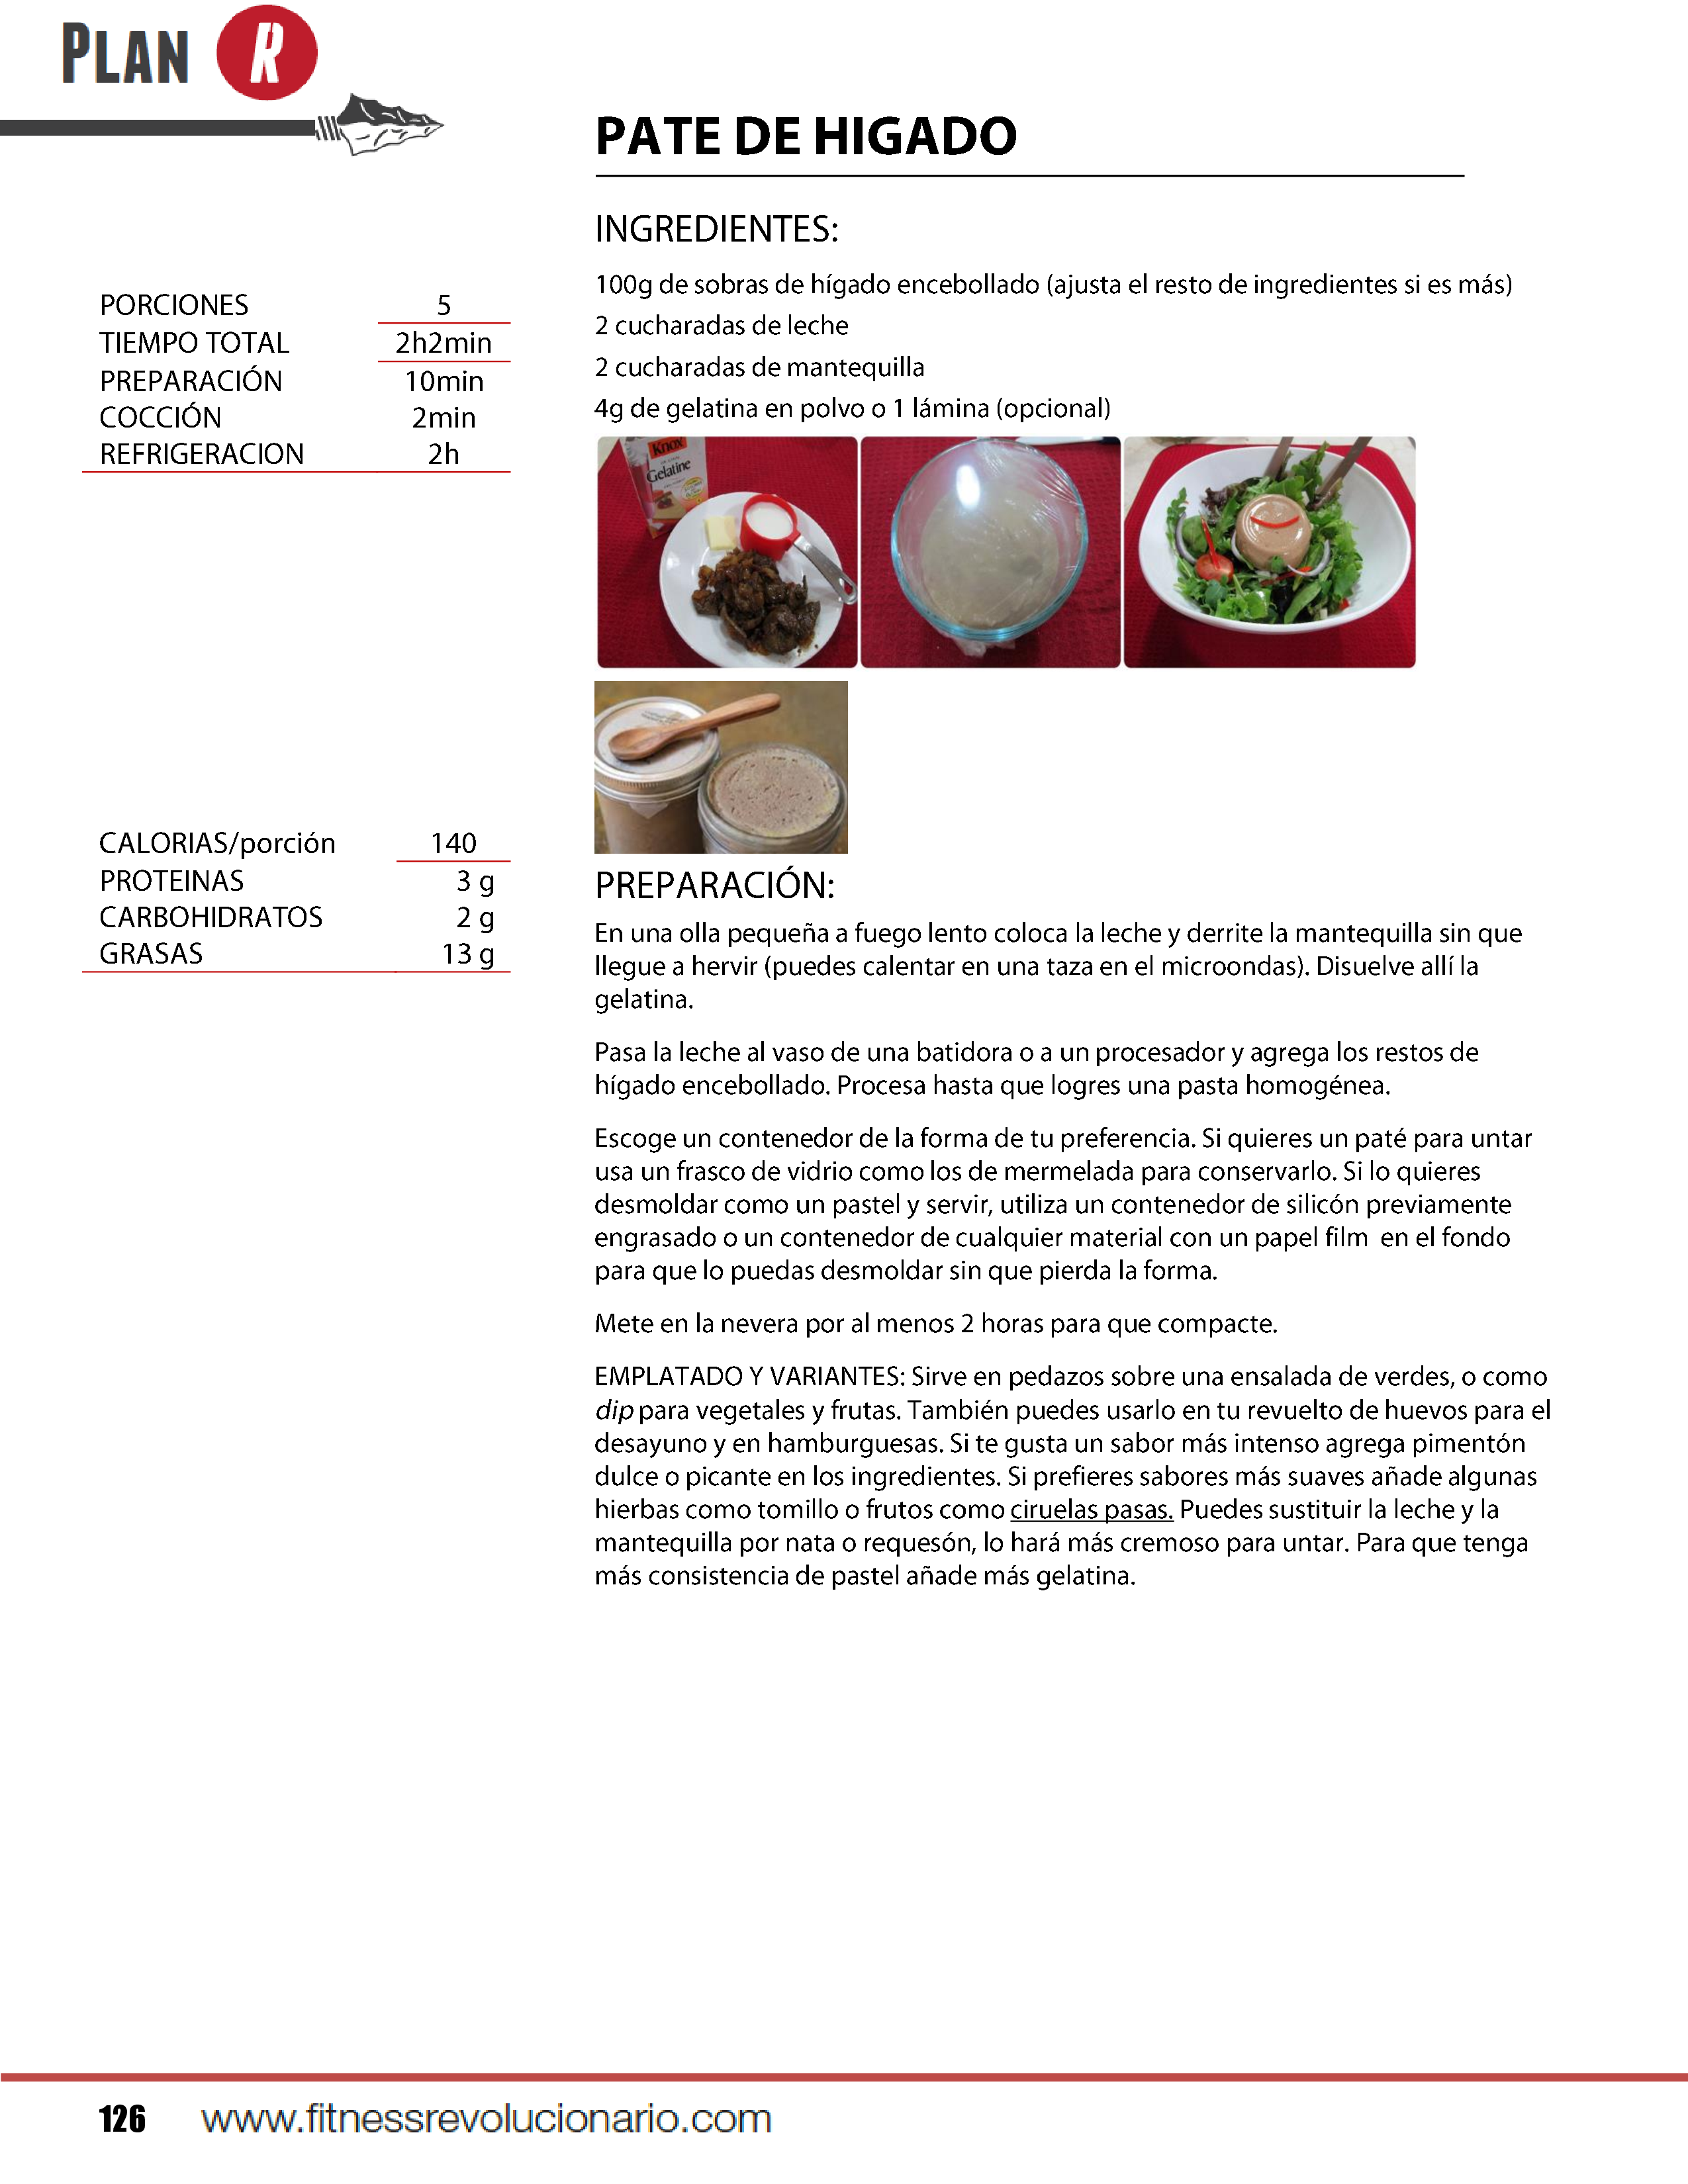 PLAN R
PATE DE HIGADO
INGREDIENTES:
100g de sobras de hígado encebollado (ajusta el resto de ingredientes si es más)
2 cucharadas de leche
2 cucharadas de mantequilla
4g de gelatina en polvo o 1 lámina (opcional)
PORCIONES 5
TIEMPO TOTAL 2h2min
PREPARACIÓN 10min
COCCIÓN 2min
REFRIGERACION 2h
Knox
Gelatine
CALORIAS/porción 140
PROTEINAS 3 g
CARBOHIDRATOS 2 g
GRASAS 13 g
PREPARACIÓN:
En una olla pequeña a fuego lento coloca la leche y derrite la mantequilla sin que
llegue a hervir (puedes calentar en una taza en el microondas). Disuelve allí la
gelatina.
Pasa la leche al vaso de una batidora o a un procesador y agrega los restos de
hígado encebollado. Procesa hasta que logres una pasta homogénea.
Escoge un contenedor de la forma de tu preferencia. Si quieres un paté para untar
usa un frasco de vidrio como los de mermelada para conservarlo. Si lo quieres
desmoldar como un pastel y servir, utiliza un contenedor de silicón previamente
engrasado o un contenedor de cualquier material con un papel film en el fondo
para que lo puedas desmoldar sin que pierda la forma.
Mete en la nevera por al menos 2 horas para que compacte.
EMPLATADO Y VARIANTES: Sirve en pedazos sobre una ensalada de verdes, o como
dip para vegetales y frutas. También puedes usarlo en tu revuelto de huevos para el
desayuno y en hamburguesas. Si te gusta un sabor más intenso agrega pimentón
dulce o picante en los ingredientes. Si prefieres sabores más suaves añade algunas
hierbas como tomillo o frutos como ciruelas pasas. Puedes sustituir la leche y la
mantequilla por nata o requesón, lo hará más cremoso para untar. Para que tenga
más consistencia de pastel añade más gelatina.
126 www.fitnessrevolucionario.com